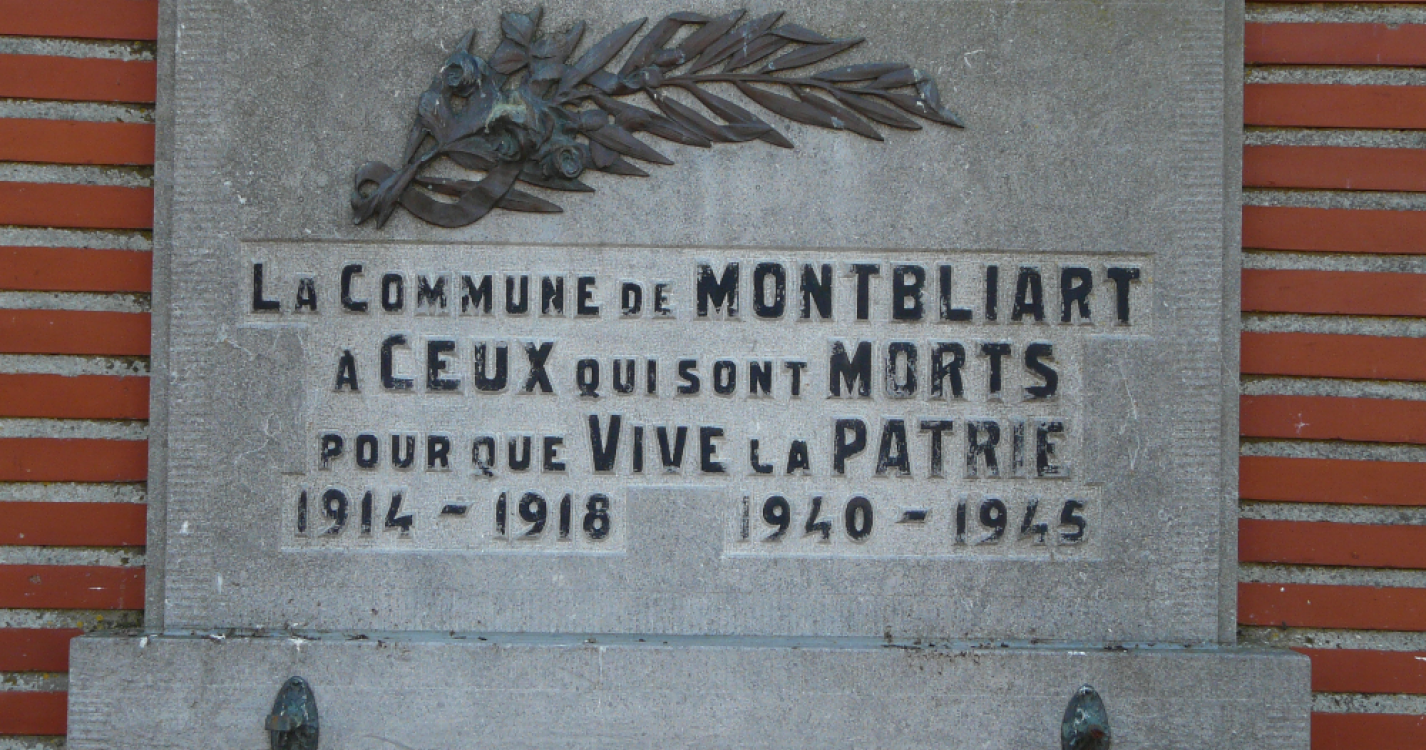 LA COMMUNE DE MONTBLIART
A CEUX QUI SONT MORTS
POUR QUE VIVE LA PATRIE
1914 - 1918 1940 - 1945